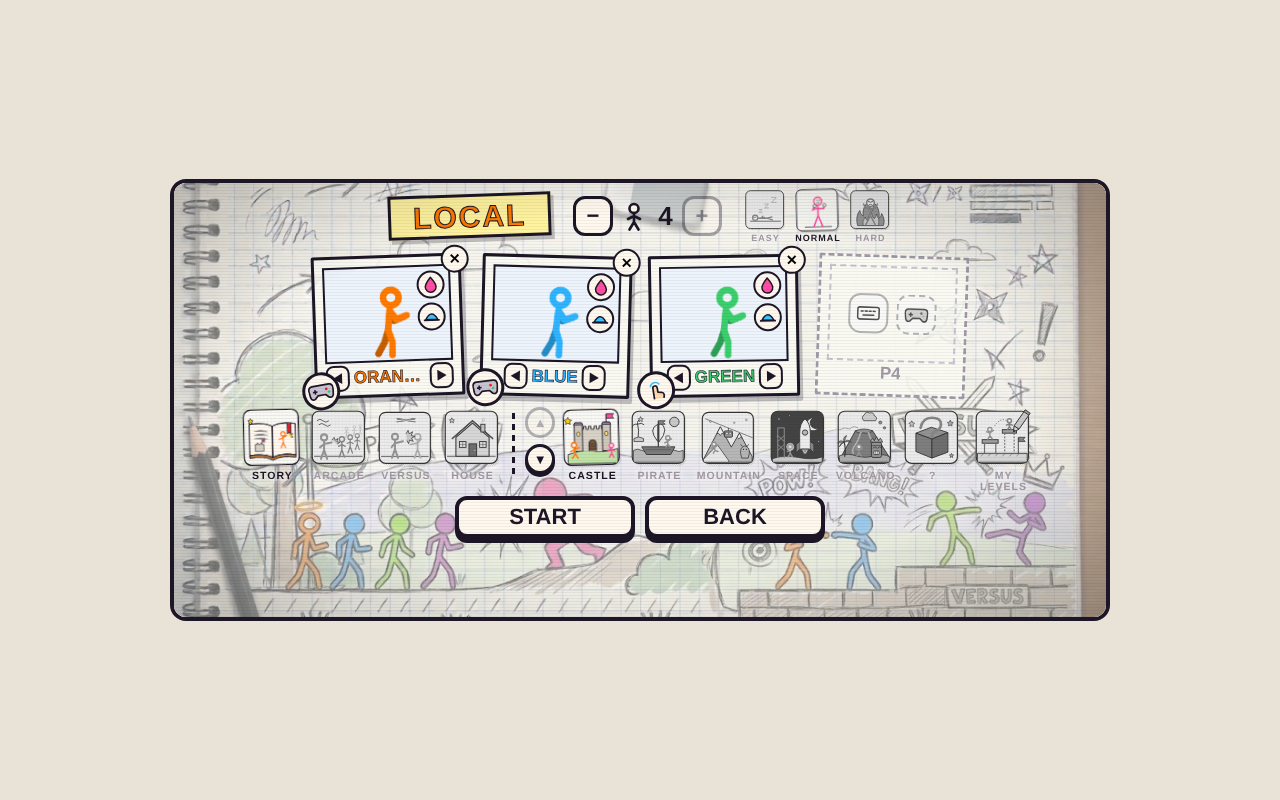 LOCAL
4
EASY
NORMAL
HARD
ORAN...
BLUE
GREEN
P4
STORY
ARCADE
VERSUS
HOUSE
CASTLE
PIRATE
MOUNTAIN
SPACE
VOLCANO
?
MY
LEVELS
POW!
BANG!
START
BACK
VERSUS